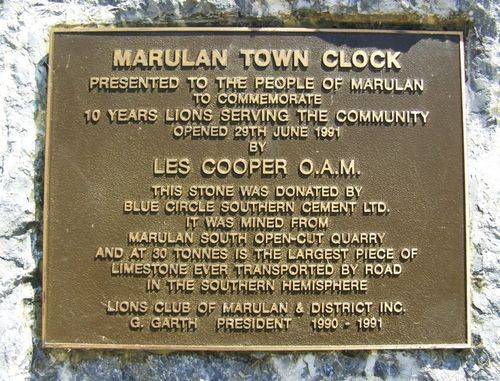 MARULAN TOWN CLOCK
PRESENTED TO THE PEOPLE OF MARULAN
TO COMMEMORATE
10 YEARS LIONS SERVING THE COMMUNITY
OPENED 29TH JUNE 1991
BY
LES COOPER O.A.M.
THIS STONE WAS DONATED BY
BLUE CIRCLE SOUTHERN CEMENT LTD.
IT WAS MINED FROM
MARULAN SOUTH OPEN-CUT QUARRY
AND AT 30 TONNES IS THE LARGEST PIECE OF
LIMESTONE EVER TRANSPORTED BY ROAD
IN THE SOUTHERN HEMISPHERE
LIONS CLUB OF MARULAN & DISTRICT INC.
G. GARTH PRESIDENT 1990 - 1991